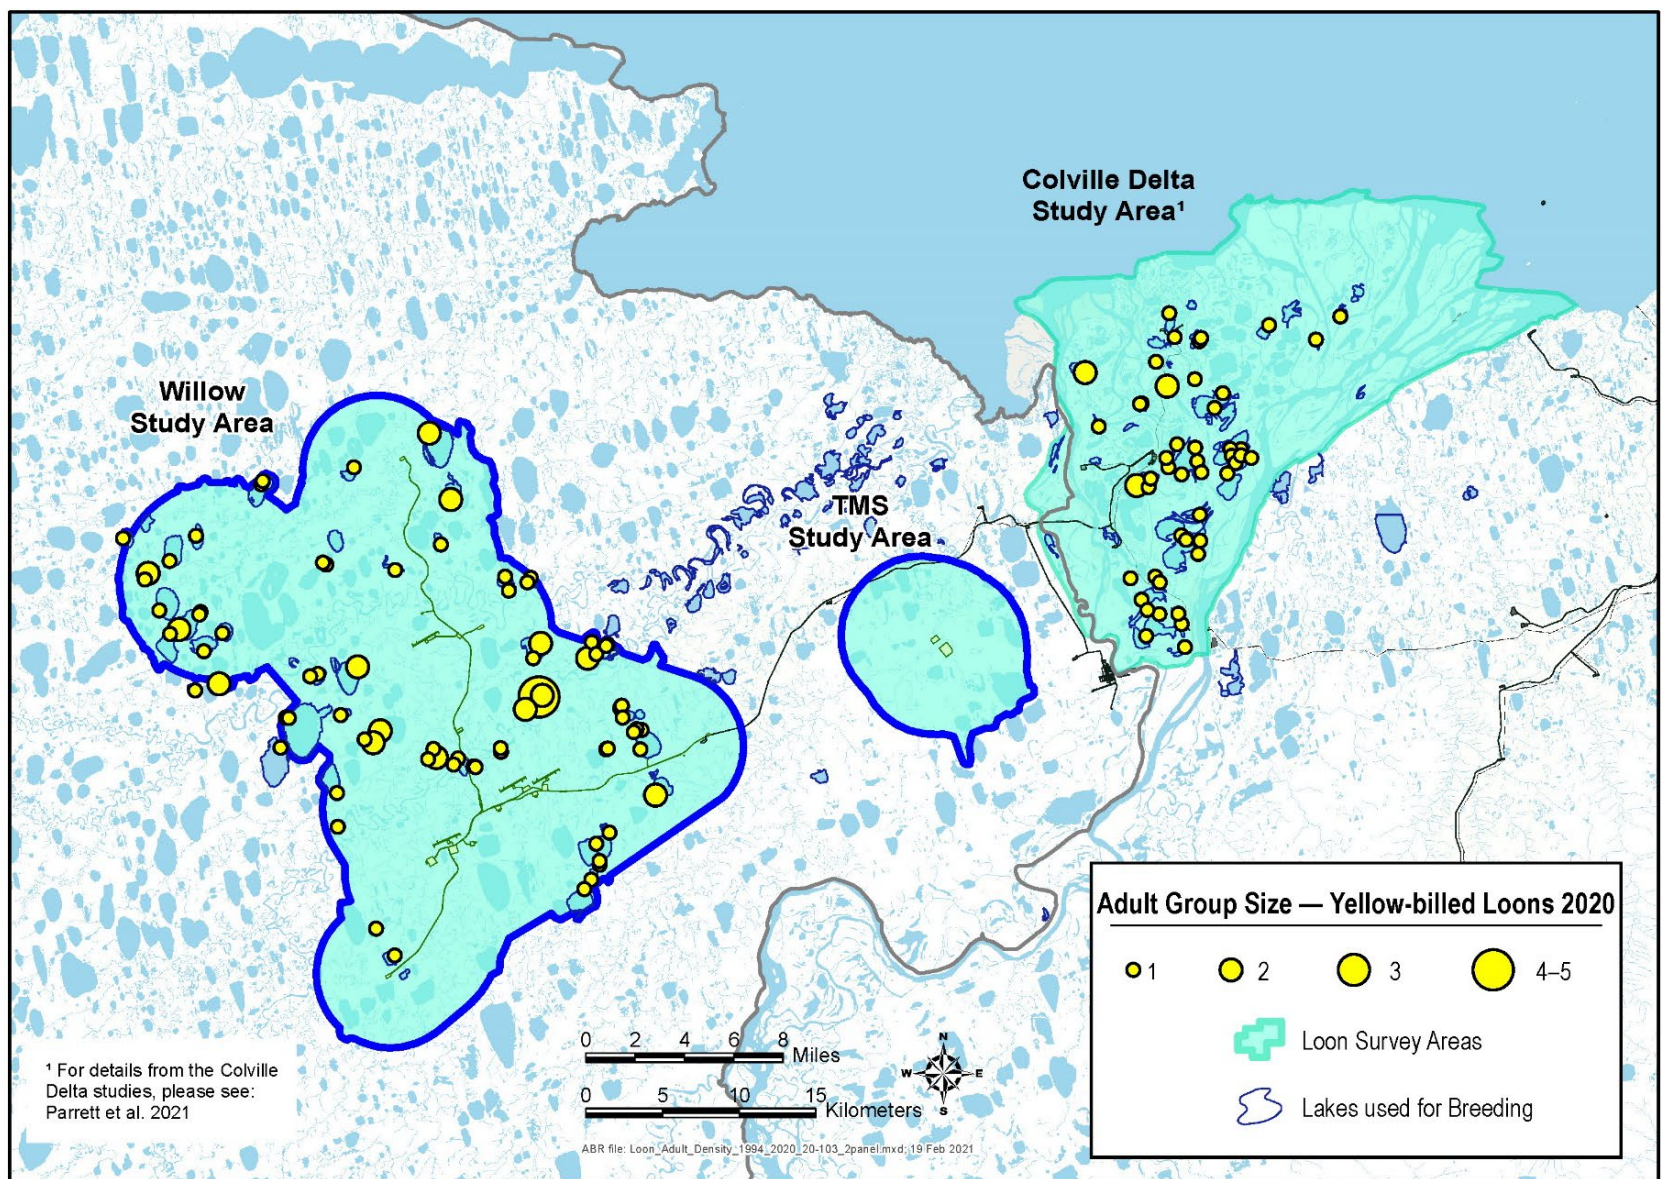 Colville Delta
Study Area¹
Willow
Study Area
TMS
Study Area
Adult Group Size — Yellow-billed Loons 2020
1 2 3 4–5
Loon Survey Areas
Lakes used for Breeding
0 2 4 6 8
Miles
0 5 10 15
Kilometers
N
W E
S
¹ For details from the Colville
Delta studies, please see:
Parrett et al. 2021
ABR file: Loon_Adult_Density_1994_2020_20-103_2panel.mxd; 19 Feb 2021